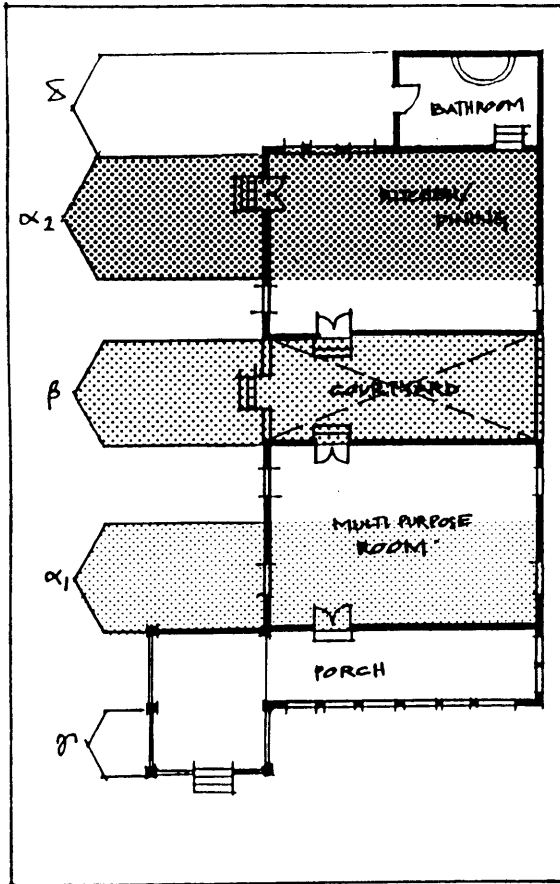 δ
BATHROOM
α2
KITCHEN/
DINING
β
COURTYARD
MULTI PURPOSE
ROOM
α1
PORCH
γ